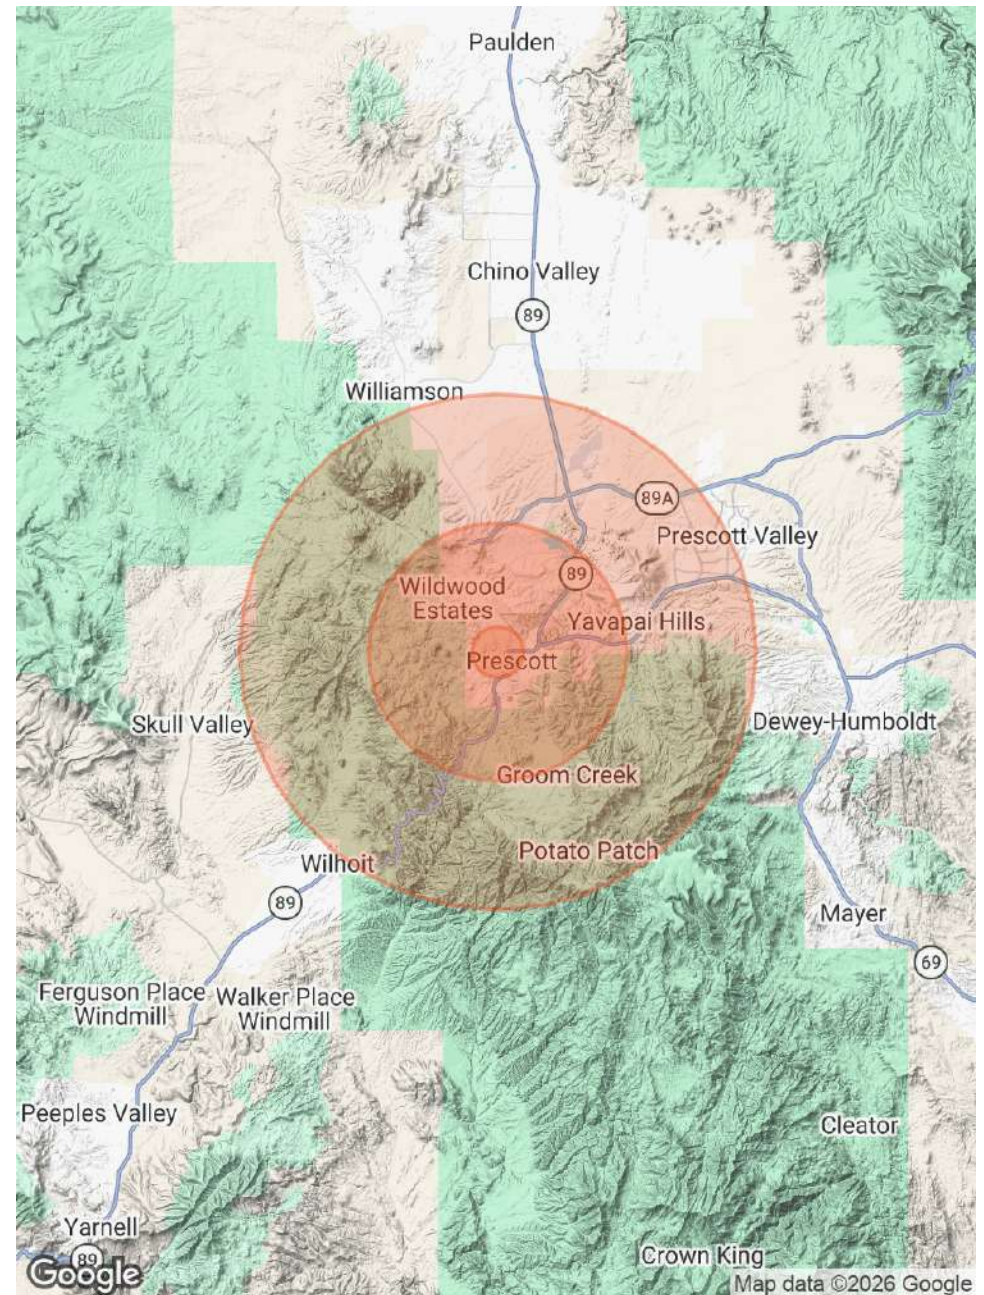 Paulden
Chino Valley
89
Williamson
89A
Prescott Valley
89
Wildwood
Estates
Yavapai Hills
Prescott
Skull Valley
Dewey-Humboldt
Groom Creek
Potato Patch
Wilhoit
89
Mayer
69
Ferguson Place
Windmill
Walker Place
Windmill
Peeples Valley
Cleator
Yarnell
89
Crown King
Google
Map data ©2026 Google